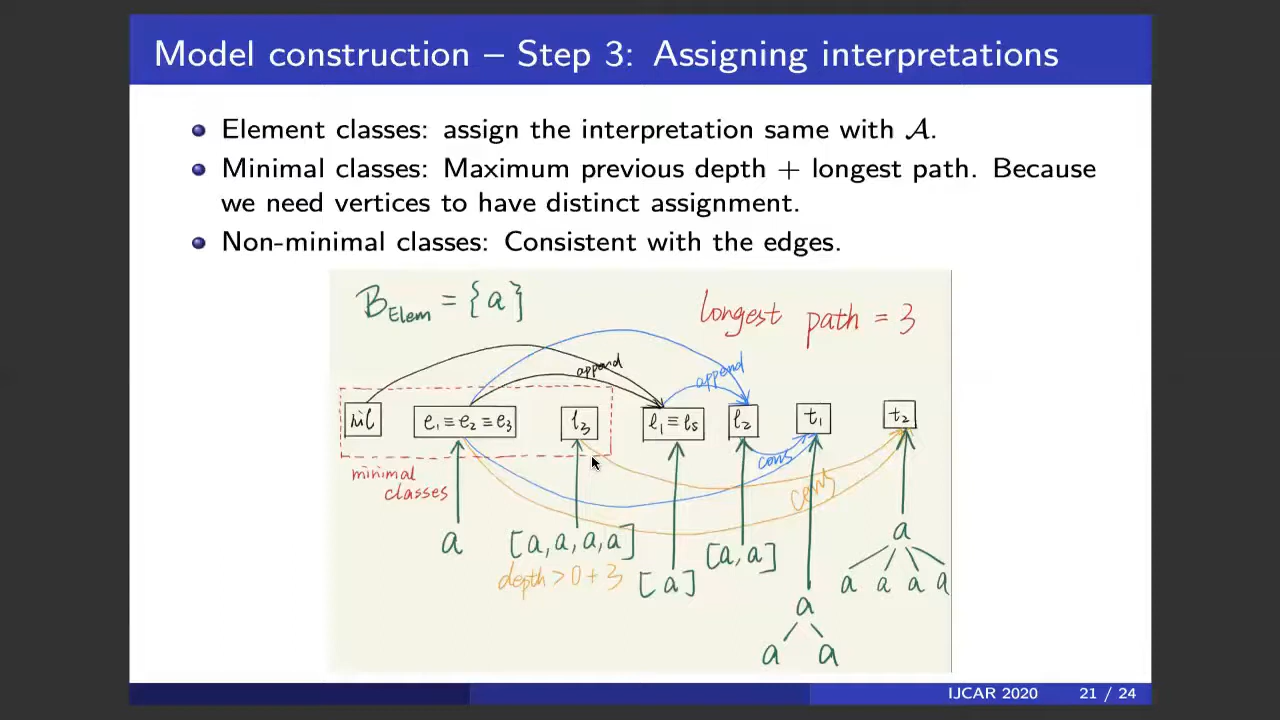 Model construction – Step 3: Assigning interpretations
Element classes: assign the interpretation same with 𝒜.
Minimal classes: Maximum previous depth + longest path. Because
we need vertices to have distinct assignment.
Non-minimal classes: Consistent with the edges.
B_Elem = {a}
longest path = 3
append
append
nil
e₁ ≡ e₂ ≡ e₃
l₃
l₁ ≡ l₅
l₂
t₁
t₂
minimal
classes
cons
cons
a
[a,a,a,a]
depth > 0 + 3
[a]
[a,a]
a
a a
a
a a a a
IJCAR 2020 21 / 24